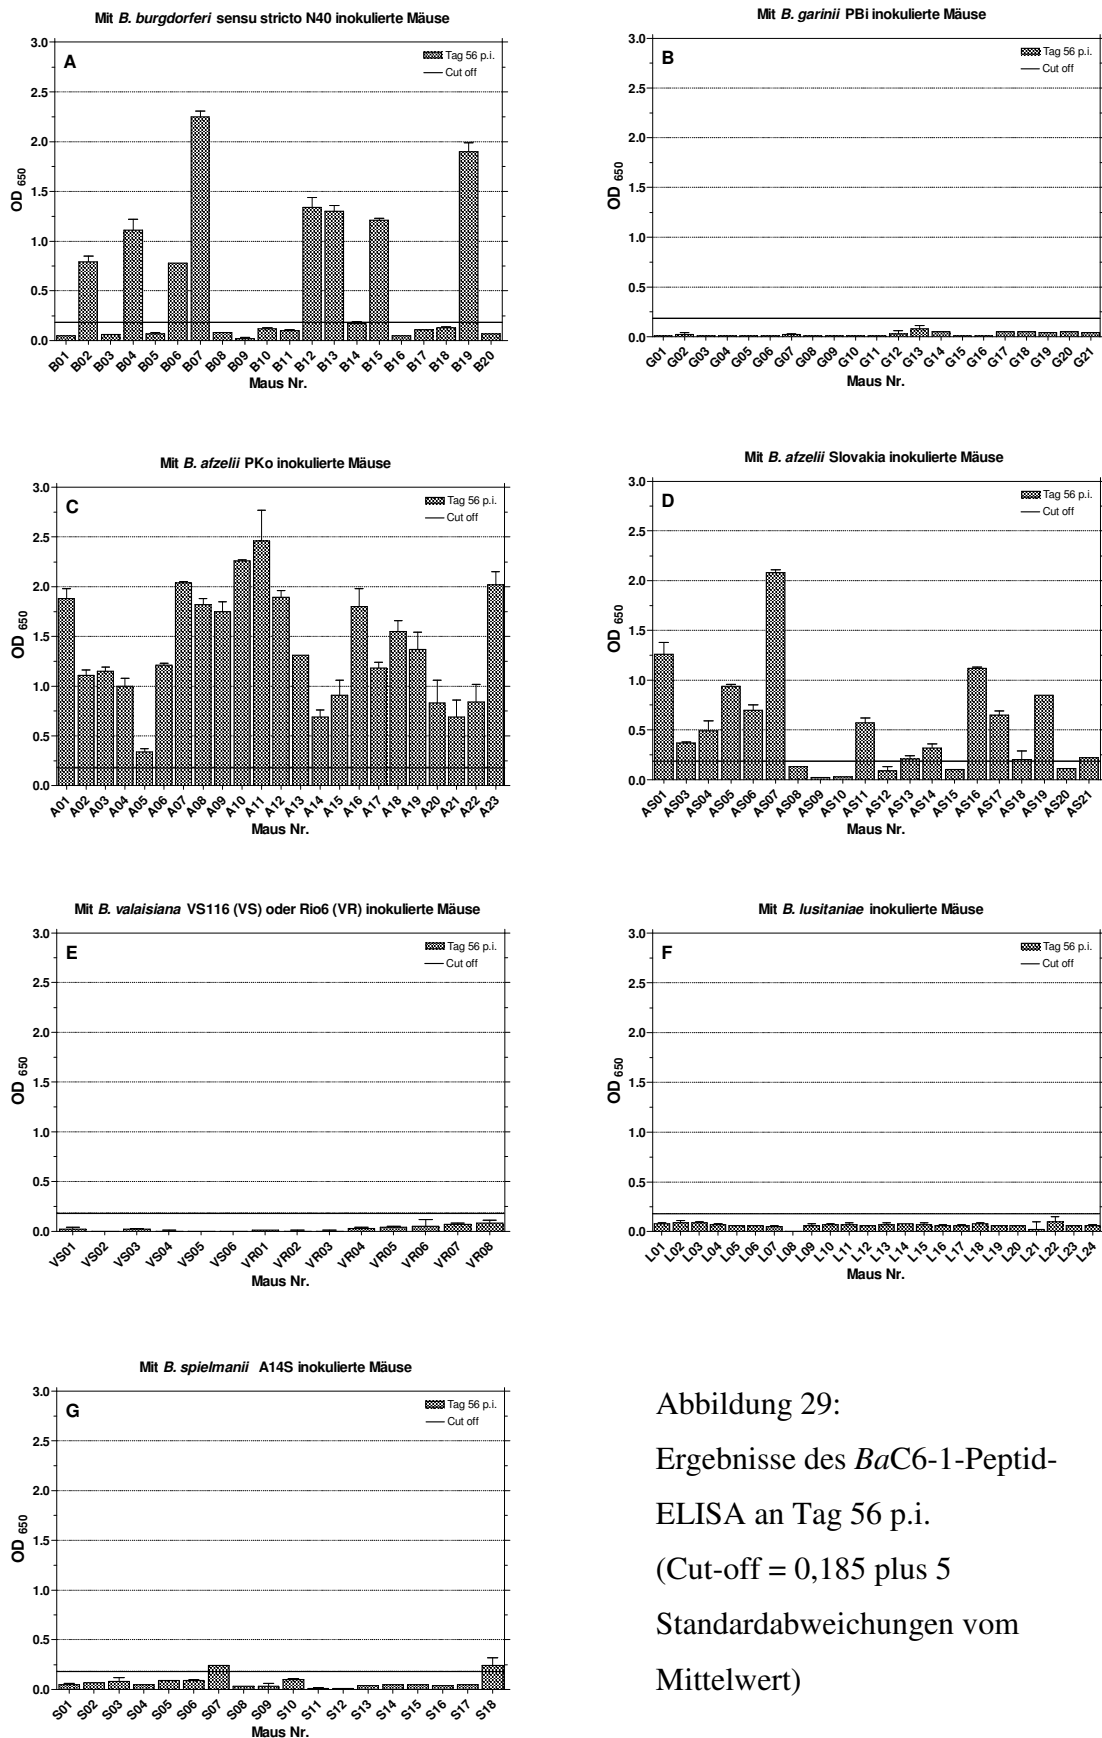 Mit B. burgdorferi sensu stricto N40 inokulierte Mäuse
A
Tag 56 p.i.
Cut off
3.0
2.5
2.0
1.5
1.0
0.5
0.0
OD 650
B01 B02 B03 B04 B05 B06 B07 B08 B09 B10 B11 B12 B13 B14 B15 B16 B17 B18 B19 B20
Maus Nr.
Mit B. garinii PBi inokulierte Mäuse
B
Tag 56 p.i.
Cut off
3.0
2.5
2.0
1.5
1.0
0.5
0.0
OD 650
G01 G02 G03 G04 G05 G06 G07 G08 G09 G10 G11 G12 G13 G14 G15 G16 G17 G18 G19 G20 G21
Maus Nr.
Mit B. afzelii PKo inokulierte Mäuse
C
Tag 56 p.i.
Cut off
3.0
2.5
2.0
1.5
1.0
0.5
0.0
OD 650
A01 A02 A03 A04 A05 A06 A07 A08 A09 A10 A11 A12 A13 A14 A15 A16 A17 A18 A19 A20 A21 A22 A23
Maus Nr.
Mit B. afzelii Slovakia inokulierte Mäuse
D
Tag 56 p.i.
Cut off
3.0
2.5
2.0
1.5
1.0
0.5
0.0
OD 650
AS01 AS03 AS04 AS05 AS06 AS07 AS08 AS09 AS10 AS11 AS12 AS13 AS14 AS15 AS16 AS17 AS18 AS19 AS20 AS21
Maus Nr.
Mit B. valaisiana VS116 (VS) oder Rio6 (VR) inokulierte Mäuse
E
Tag 56 p.i.
Cut off
3.0
2.5
2.0
1.5
1.0
0.5
0.0
OD 650
VS01 VS02 VS03 VS04 VS05 VS06 VR01 VR02 VR03 VR04 VR05 VR06 VR07 VR08
Maus Nr.
Mit B. lusitaniae inokulierte Mäuse
F
Tag 56 p.i.
Cut off
3.0
2.5
2.0
1.5
1.0
0.5
0.0
OD 650
L01 L02 L03 L04 L05 L06 L07 L08 L09 L10 L11 L12 L13 L14 L15 L16 L17 L18 L19 L20 L21 L22 L23 L24
Maus Nr.
Mit B. spielmanii A14S inokulierte Mäuse
G
Tag 56 p.i.
Cut off
3.0
2.5
2.0
1.5
1.0
0.5
0.0
OD 650
S01 S02 S03 S04 S05 S06 S07 S08 S09 S10 S11 S12 S13 S14 S15 S16 S17 S18
Maus Nr.
Abbildung 29:
Ergebnisse des BaC6-1-Peptid-
ELISA an Tag 56 p.i.
(Cut-off = 0,185 plus 5
Standardabweichungen vom
Mittelwert)